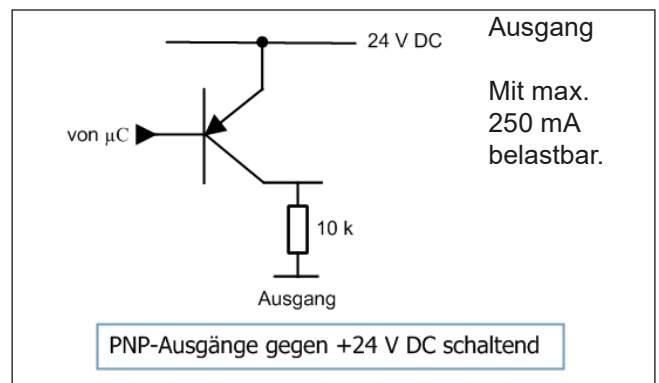 24 V DC
Ausgang
Mit max.
250 mA
belastbar.
von µC
10 k
Ausgang
PNP-Ausgänge gegen +24 V DC schaltend